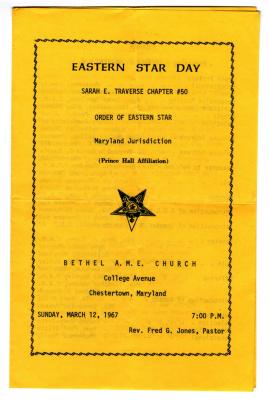 EASTERN STAR DAY
SARAH E. TRAVERSE CHAPTER #50
ORDER OF EASTERN STAR
Maryland Jurisdiction
(Prince Hall Affiliation)
BETHEL A.M.E. CHURCH
College Avenue
Chestertown, Maryland
SUNDAY, MARCH 12, 1967 7:00 P.M.
Rev. Fred G. Jones, Pastor